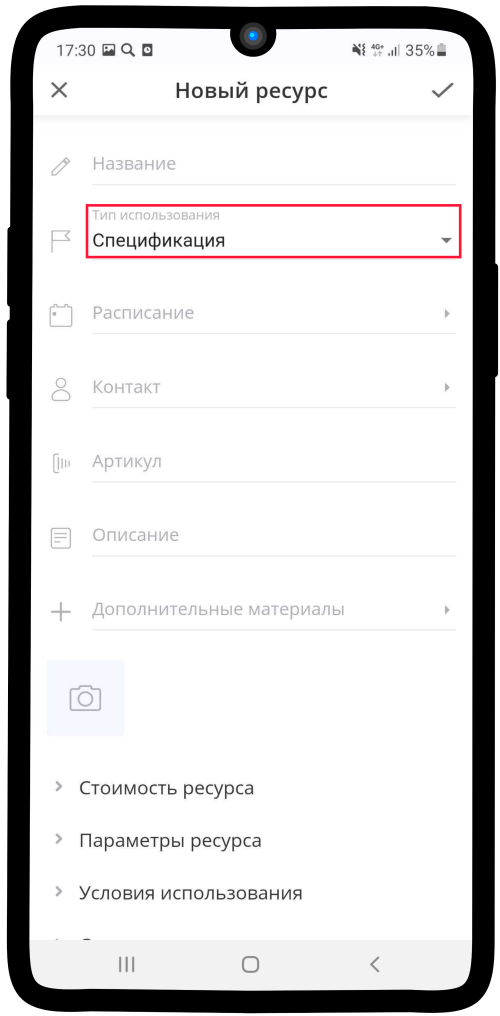 17:30 4G+ 35%
Новый ресурс
Название
Тип использования
Спецификация
Расписание
Контакт
Артикул
Описание
Дополнительные материалы
Стоимость ресурса
Параметры ресурса
Условия использования